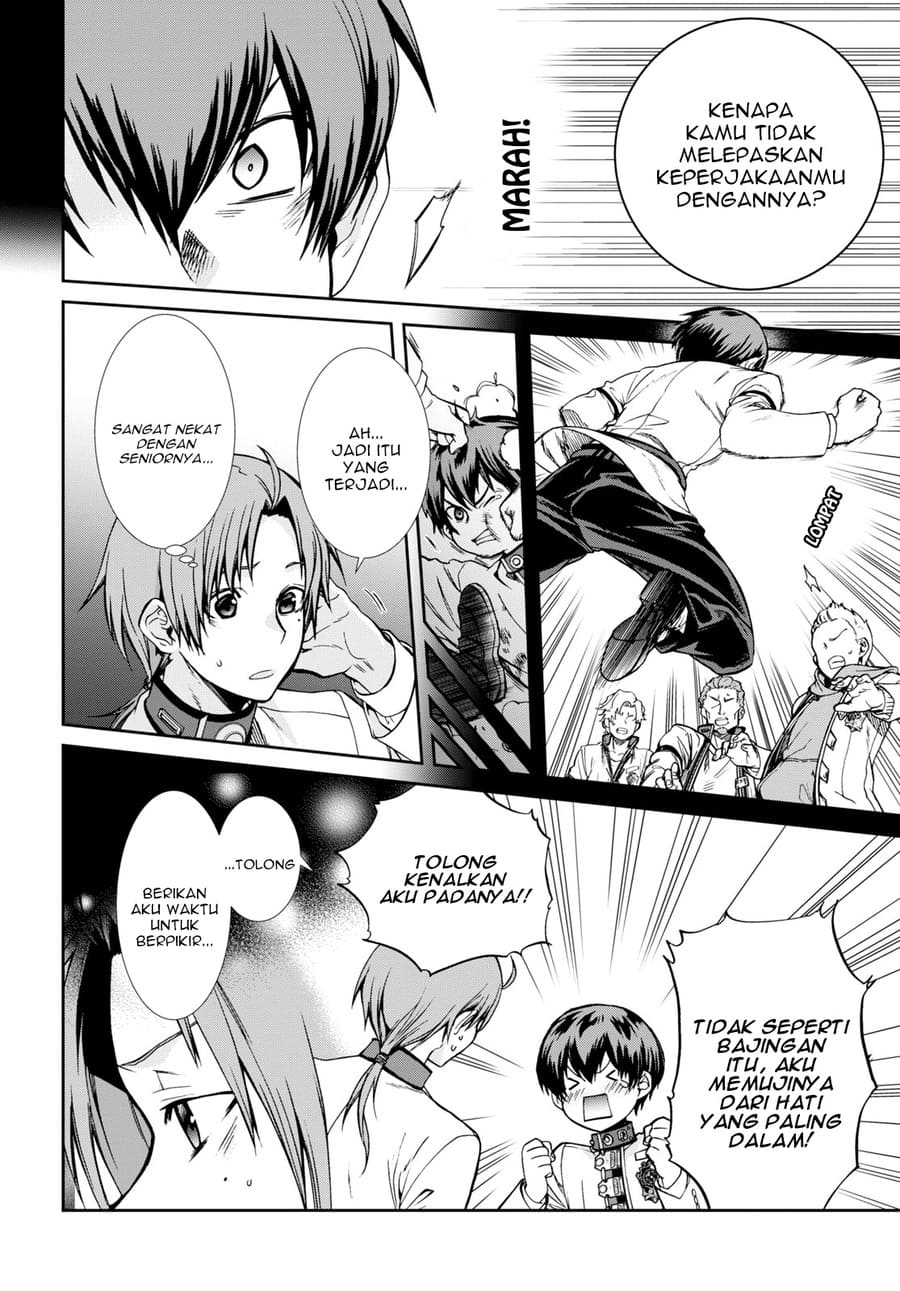 KENAPA
KAMU TIDAK
MELEPASKAN
KEPERJAKAANMU
DENGANNYA?
MARAH!
LOMPAT
AH...
JADI ITU
YANG
TERJADI...
SANGAT NEKAT
DENGAN
SENIORNYA...
TIDAK SEPERTI
BAJINGAN
ITU, AKU
MEMUJINYA
DARI HATI
YANG PALING
DALAM!
TOLONG
KENALKAN
AKU PADANYA!!
...TOLONG
BERIKAN
AKU WAKTU
UNTUK
BERPIKIR...